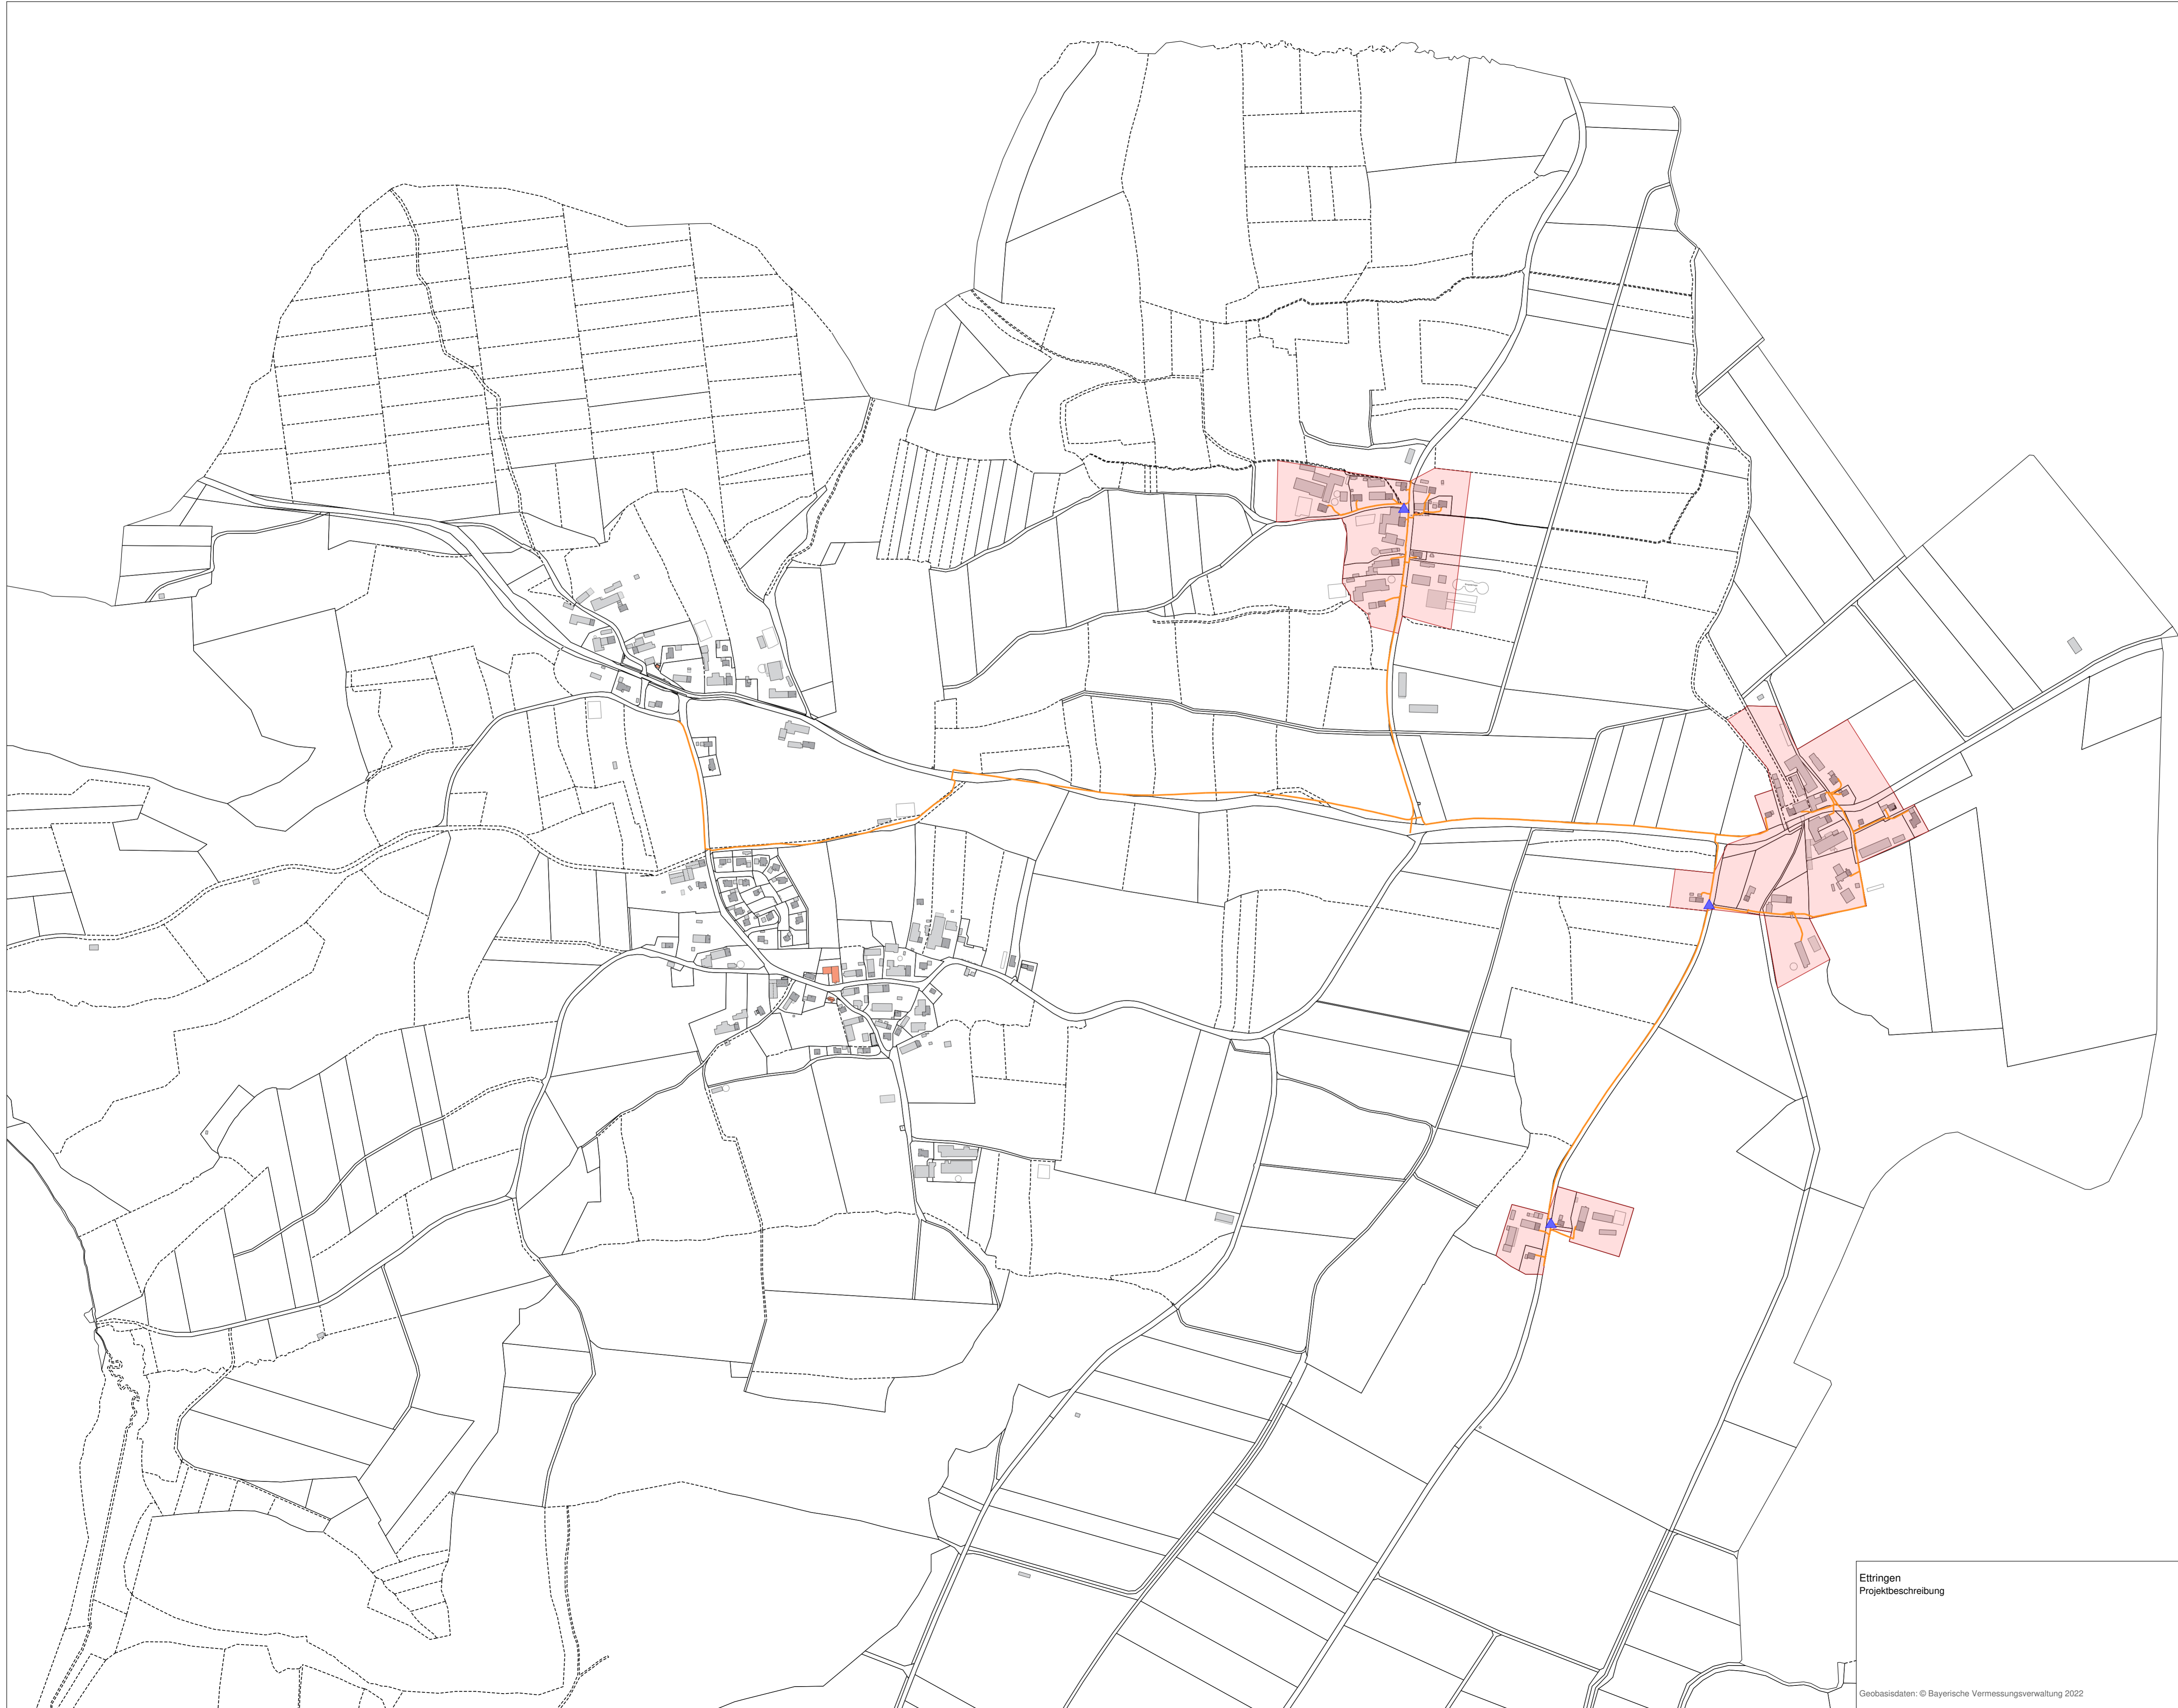 Ettringen
Projektbeschreibung
Geobasisdaten: © Bayerische Vermessungsverwaltung 2022